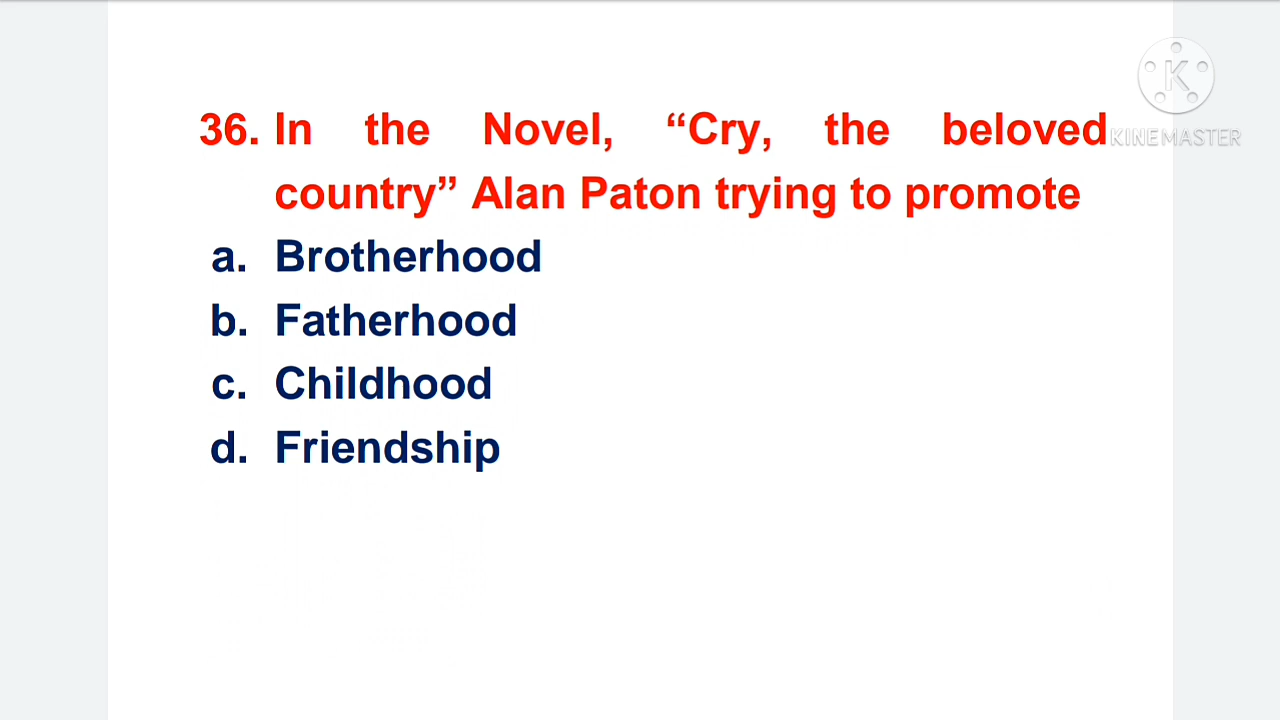 36. In the Novel, “Cry, the beloved
country” Alan Paton trying to promote
a. Brotherhood
b. Fatherhood
c. Childhood
d. Friendship
K
KINEMASTER